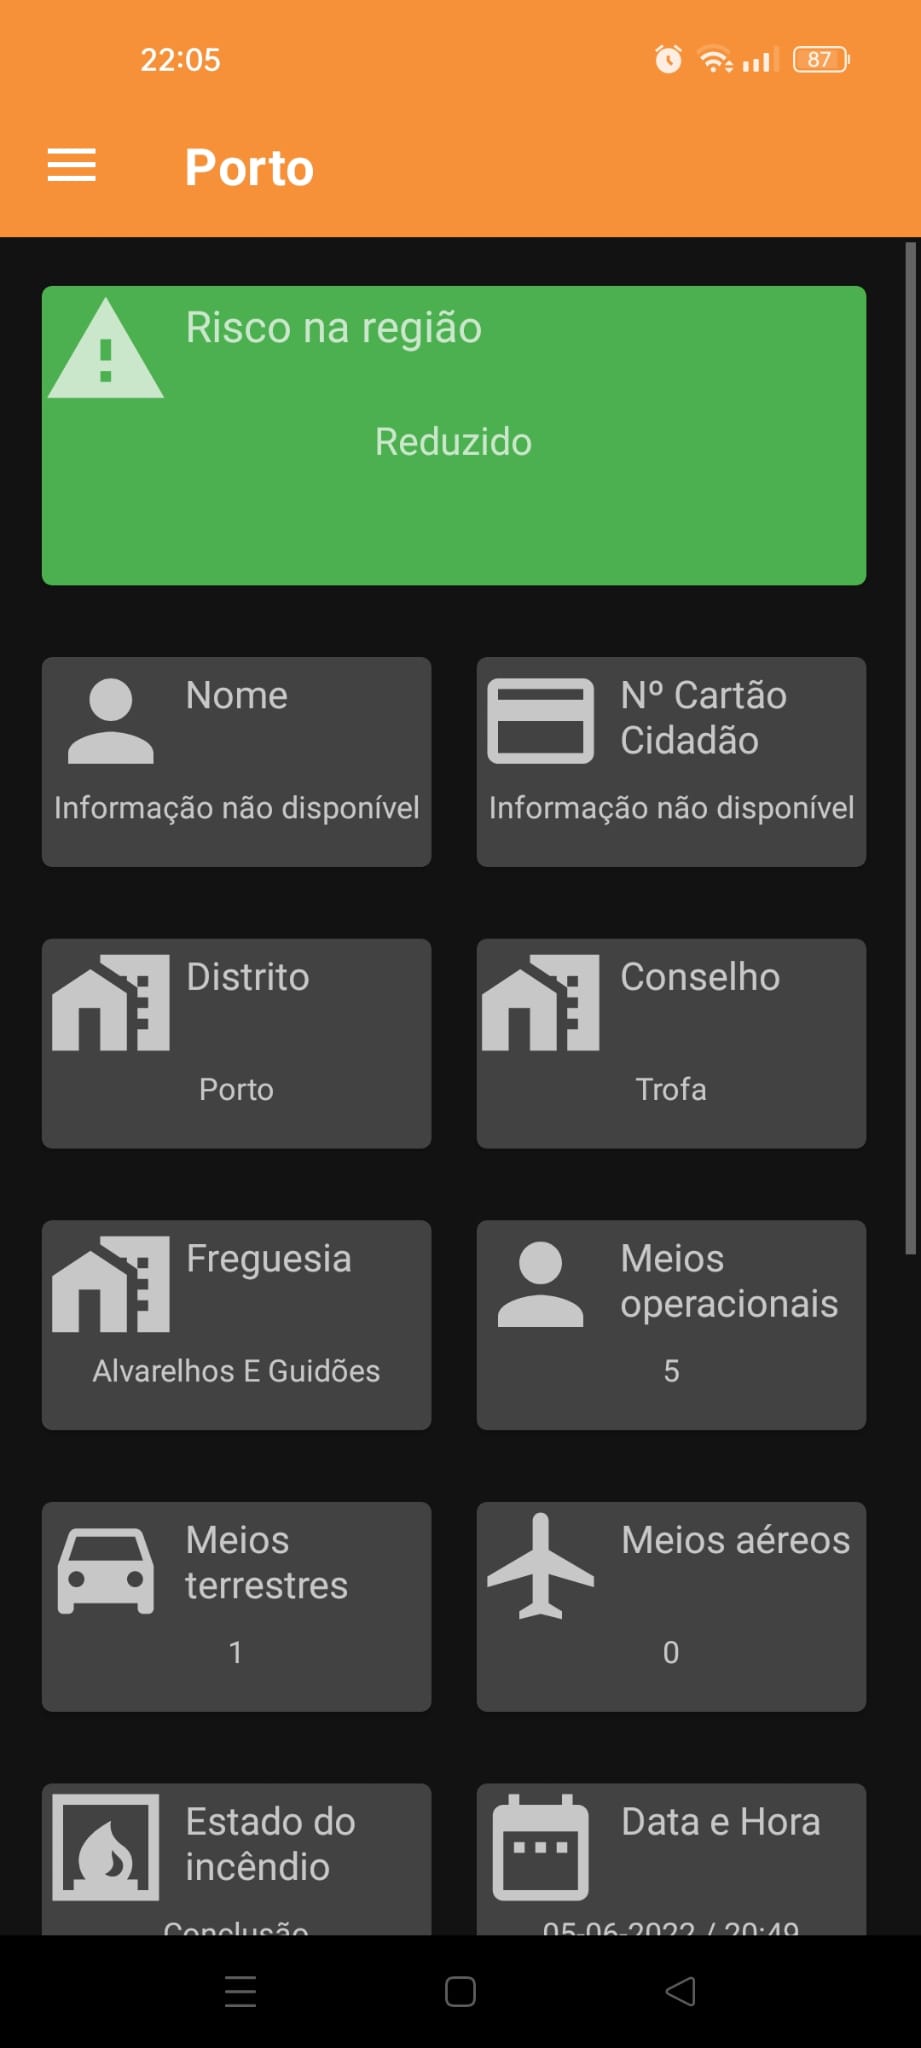 22:05
87
Porto
Risco na região
Reduzido
Nome
Informação não disponível
Nº Cartão
Cidadão
Informação não disponível
Distrito
Porto
Conselho
Trofa
Freguesia
Alvarelhos E Guidões
Meios
operacionais
5
Meios
terrestres
1
Meios aéreos
0
Estado do
incêndio
Conclusão
Data e Hora
05-06-2022 / 20:49